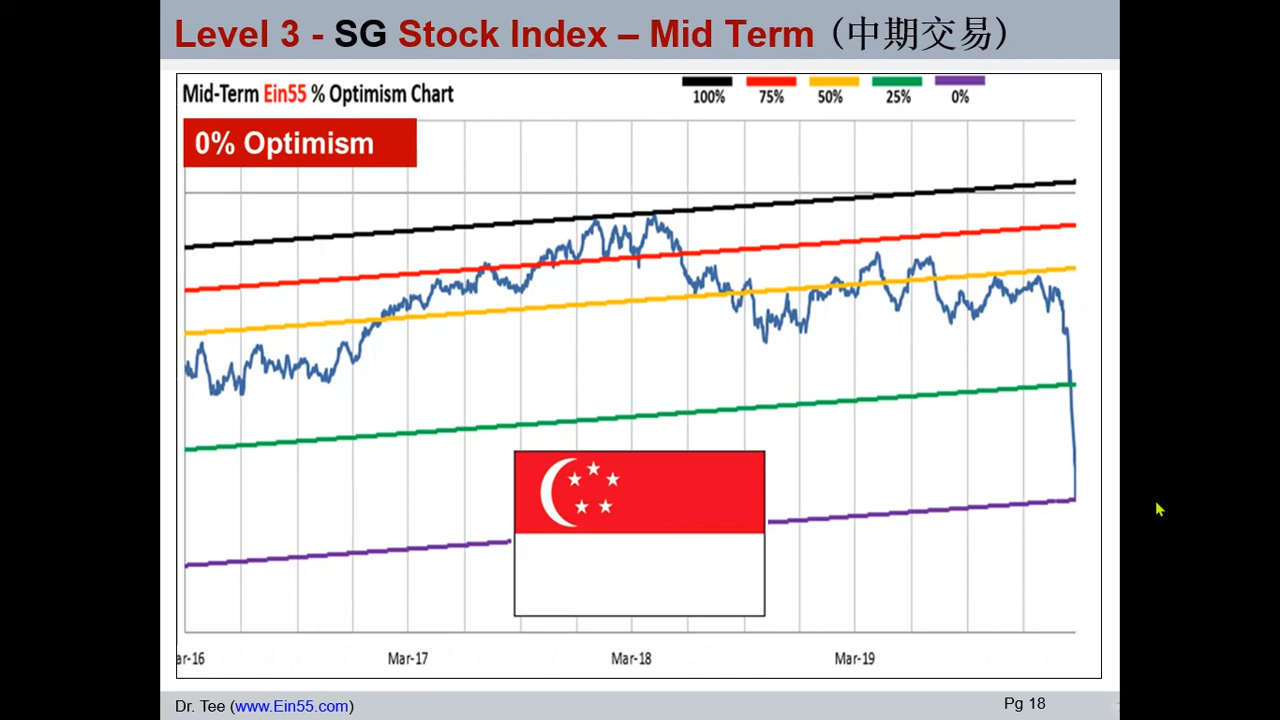 Level 3 - SG Stock Index – Mid Term (中期交易)
Mid-Term Ein55 % Optimism Chart
100% 75% 50% 25% 0%
0% Optimism
ar-16 Mar-17 Mar-18 Mar-19
Dr. Tee (www.Ein55.com) Pg 18